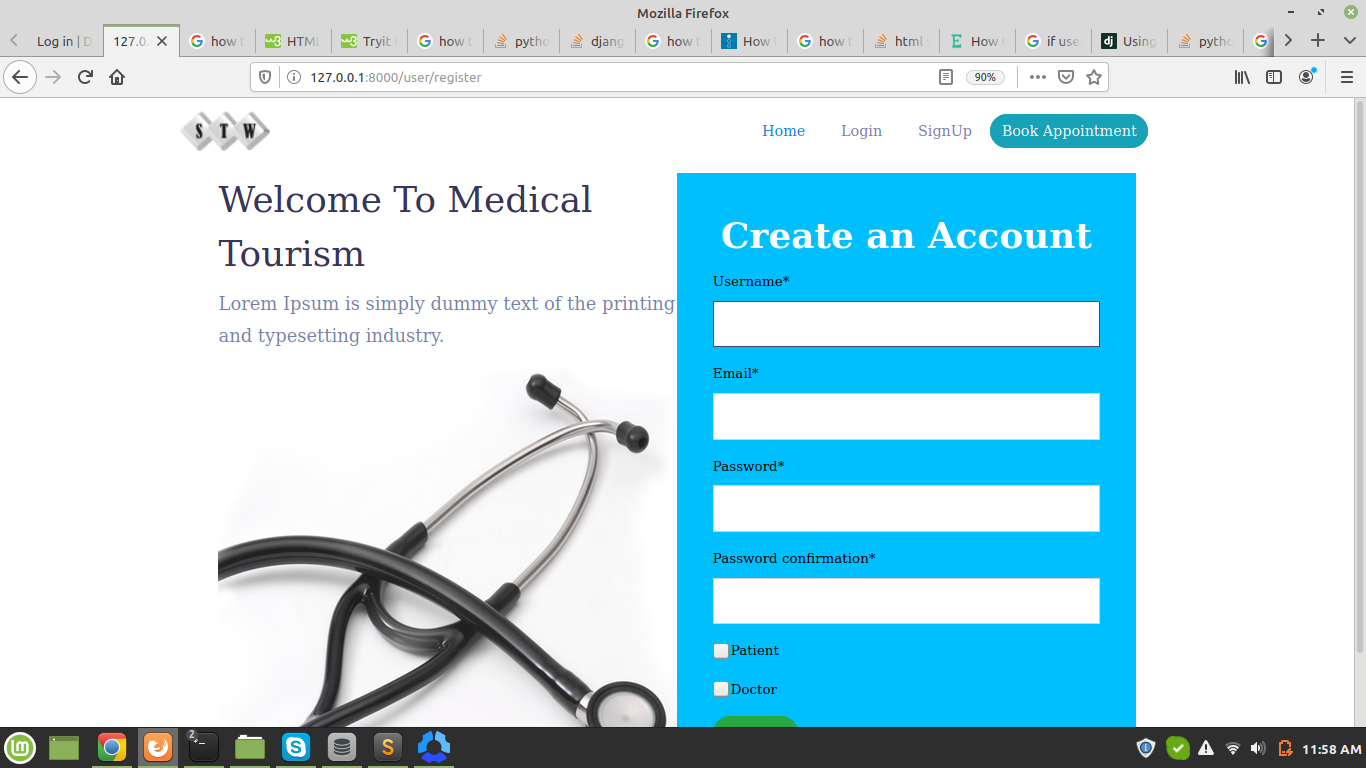 Mozilla Firefox
Log in | D
127.0.
how t
HTML
Tryit
how t
pytho
djang
how t
How
how t
html
How
if use
Using
pytho
127.0.0.1:8000/user/register
90%
S T W
Home
Login
SignUp
Book Appointment
Welcome To Medical
Tourism
Lorem Ipsum is simply dummy text of the printing
and typesetting industry.
Create an Account
Username*
Email*
Password*
Password confirmation*
Patient
Doctor
2
11:58 AM